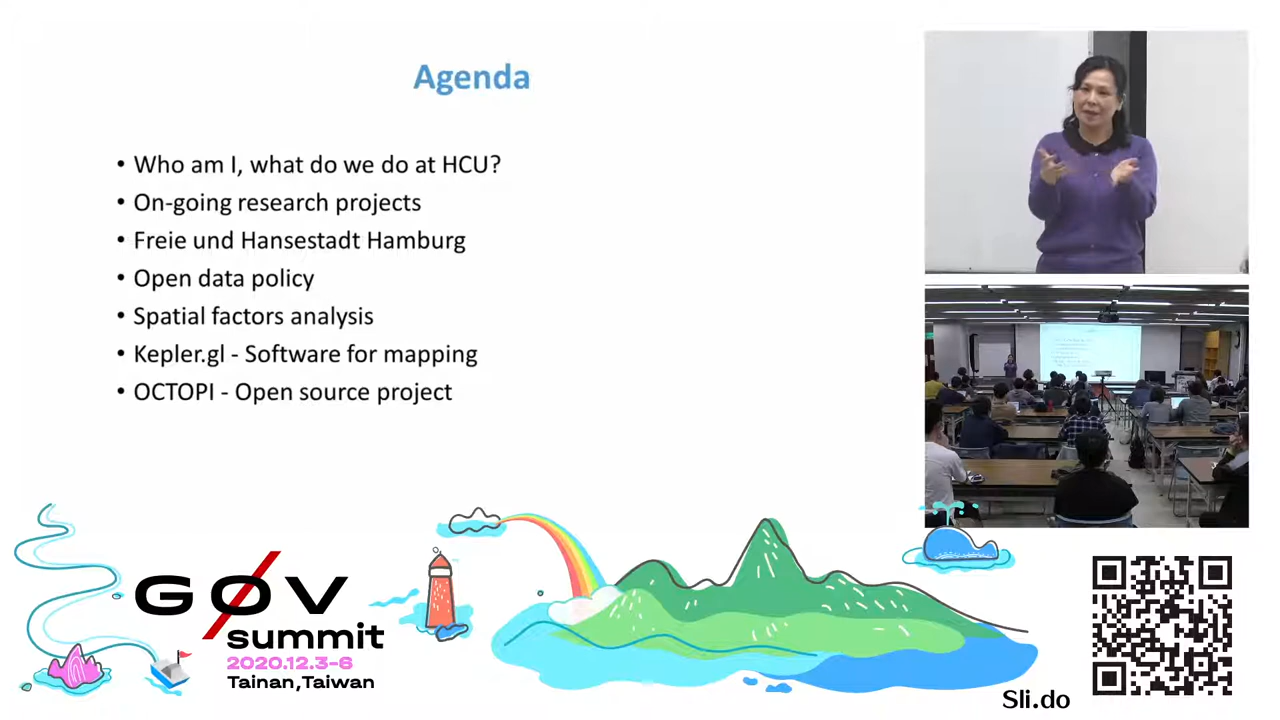 Agenda
• Who am I, what do we do at HCU?
• On-going research projects
• Freie und Hansestadt Hamburg
• Open data policy
• Spatial factors analysis
• Kepler.gl - Software for mapping
• OCTOPI - Open source project
GØV
summit
2020.12.3-6
Tainan,Taiwan
Sli.do